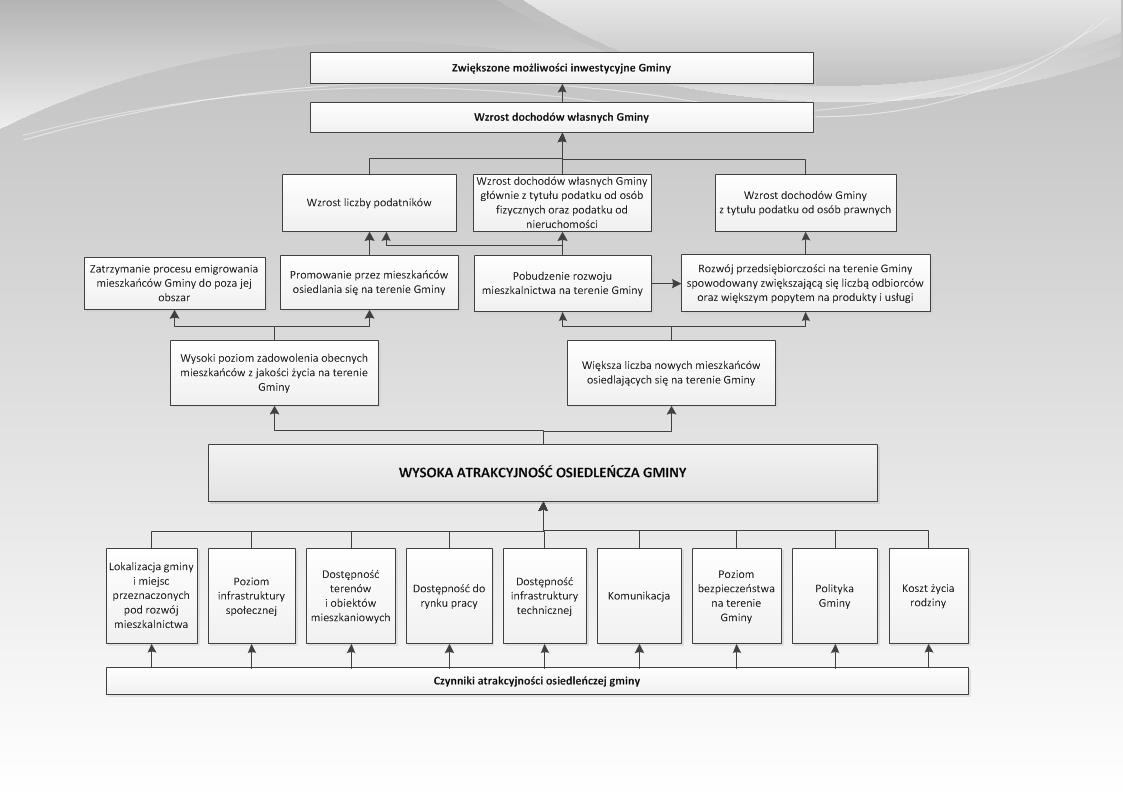 Zwiększone możliwości inwestycyjne Gminy
Wzrost dochodów własnych Gminy
Wzrost liczby podatników
Wzrost dochodów własnych Gminy
głównie z tytułu podatku od osób
fizycznych oraz podatku od
nieruchomości
Wzrost dochodów Gminy
z tytułu podatku od osób prawnych
Zatrzymanie procesu emigrowania
mieszkańców Gminy do poza jej
obszar
Promowanie przez mieszkańców
osiedlania się na terenie Gminy
Pobudzenie rozwoju
mieszkalnictwa na terenie Gminy
Rozwój przedsiębiorczości na terenie Gminy
spowodowany zwiększającą się liczbą odbiorców
oraz większym popytem na produkty i usługi
Wysoki poziom zadowolenia obecnych
mieszkańców z jakości życia na terenie
Gminy
Większa liczba nowych mieszkańców
osiedlających się na terenie Gminy
WYSOKA ATRAKCYJNOŚĆ OSIEDLEŃCZA GMINY
Lokalizacja gminy
i miejsc
przeznaczonych
pod rozwój
mieszkalnictwa
Poziom
infrastruktury
społecznej
Dostępność
terenów
i obiektów
mieszkaniowych
Dostępność do
rynku pracy
Dostępność
infrastruktury
technicznej
Komunikacja
Poziom
bezpieczeństwa
na terenie
Gminy
Polityka
Gminy
Koszt życia
rodziny
Czynniki atrakcyjności osiedleńczej gminy